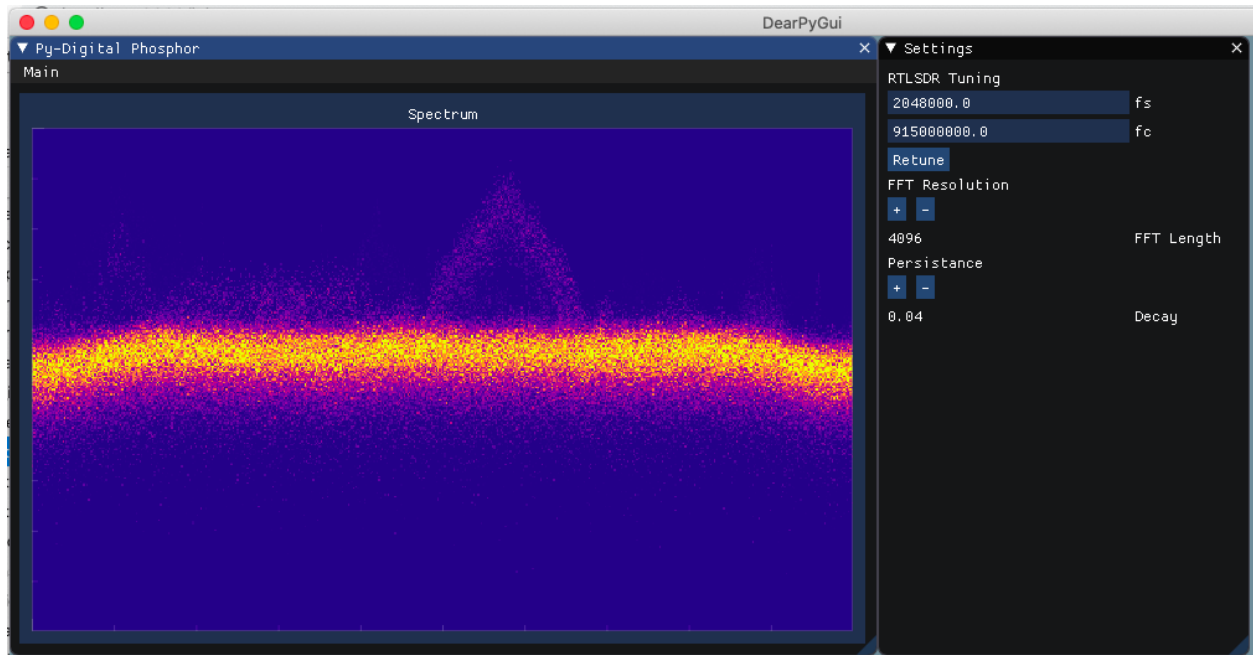 DearPyGui
Py-Digital Phosphor
Main
Spectrum
Settings
RTLSDR Tuning
2048000.0 fs
915000000.0 fc
Retune
FFT Resolution
+ -
4096 FFT Length
Persistance
+ -
0.04 Decay